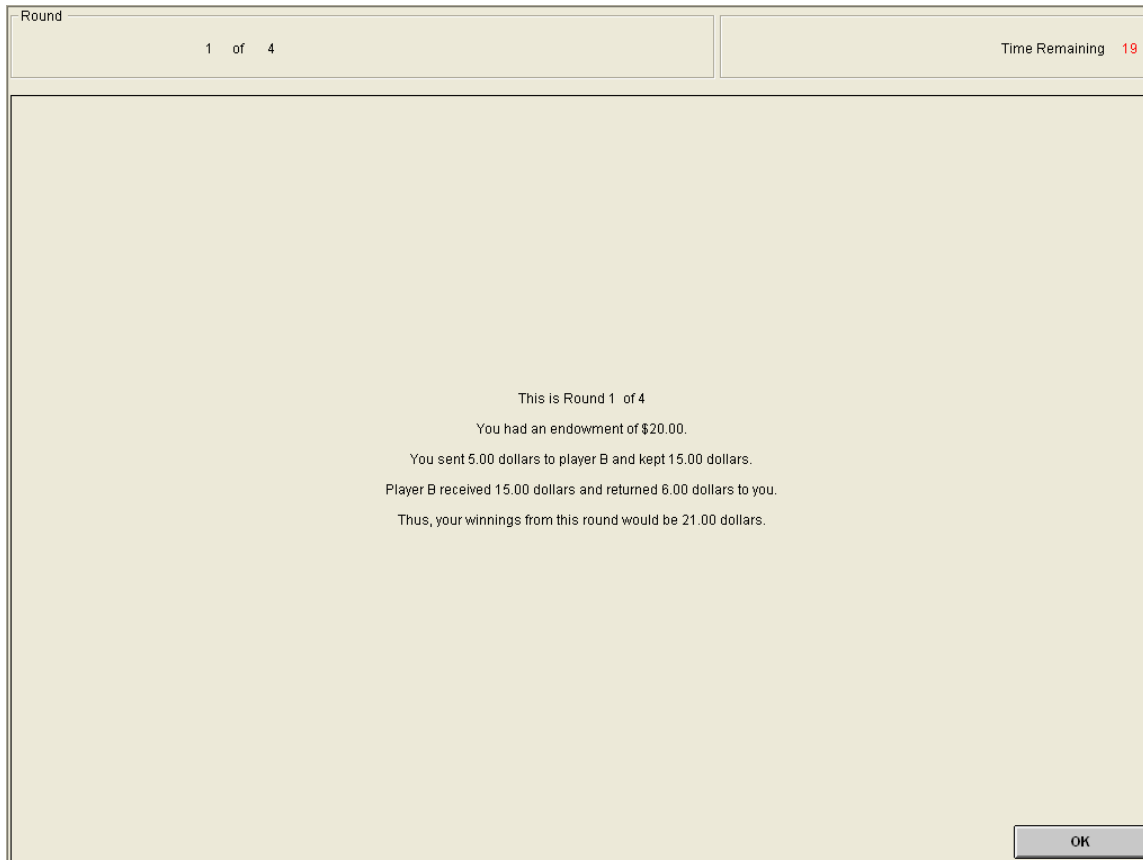 Round
1 of 4
Time Remaining 19
This is Round 1 of 4
You had an endowment of $20.00.
You sent 5.00 dollars to player B and kept 15.00 dollars.
Player B received 15.00 dollars and returned 6.00 dollars to you.
Thus, your winnings from this round would be 21.00 dollars.
OK